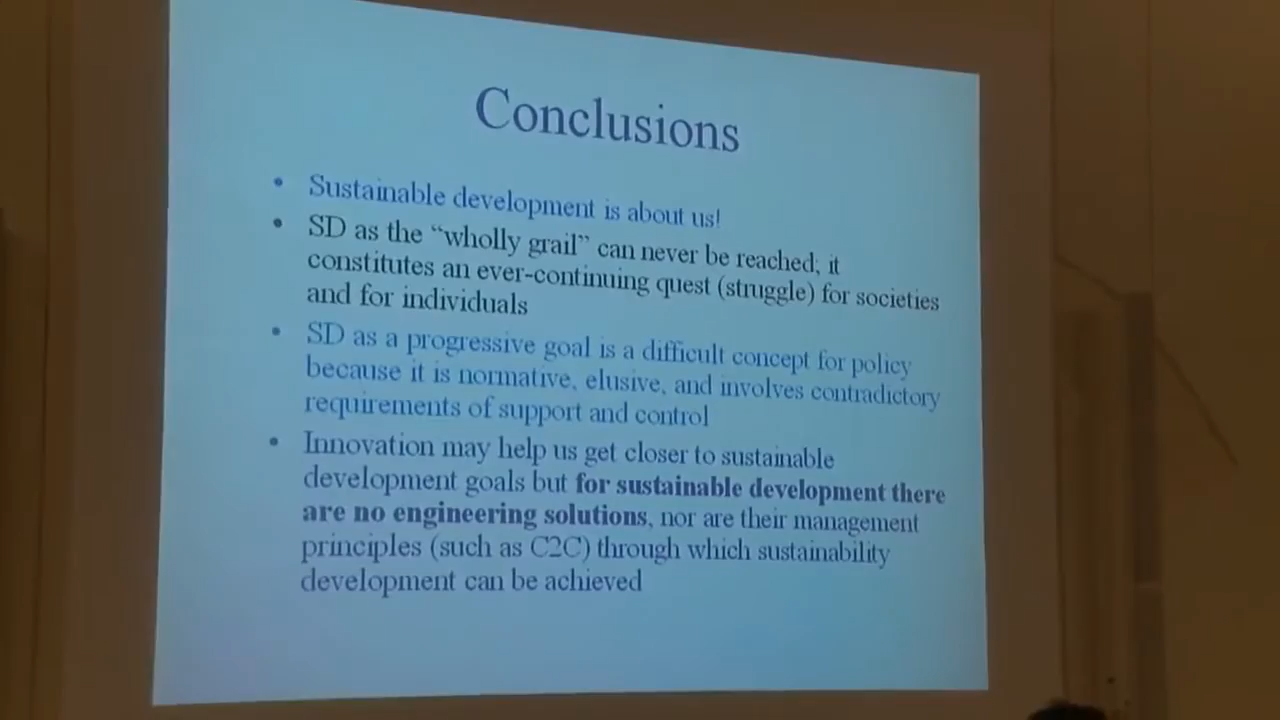 Conclusions
• Sustainable development is about us!
• SD as the “wholly grail” can never be reached; it
constitutes an ever-continuing quest (struggle) for societies
and for individuals
• SD as a progressive goal is a difficult concept for policy
because it is normative, elusive, and involves contradictory
requirements of support and control
• Innovation may help us get closer to sustainable
development goals but for sustainable development there
are no engineering solutions, nor are their management
principles (such as C2C) through which sustainability
development can be achieved